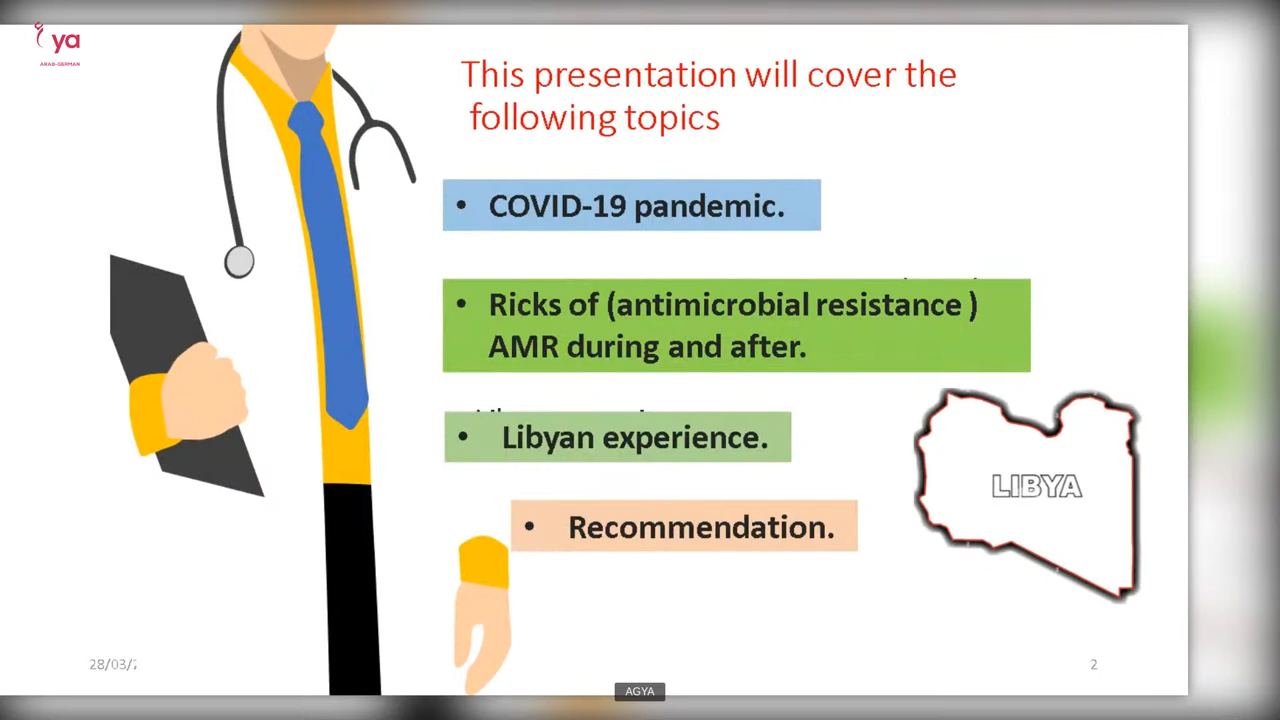 ya
ARAB-GERMAN
This presentation will cover the
following topics
• COVID-19 pandemic.
• Ricks of (antimicrobial resistance )
AMR during and after.
• Libyan experience.
LIBYA
• Recommendation.
28/03/
2
AGYA